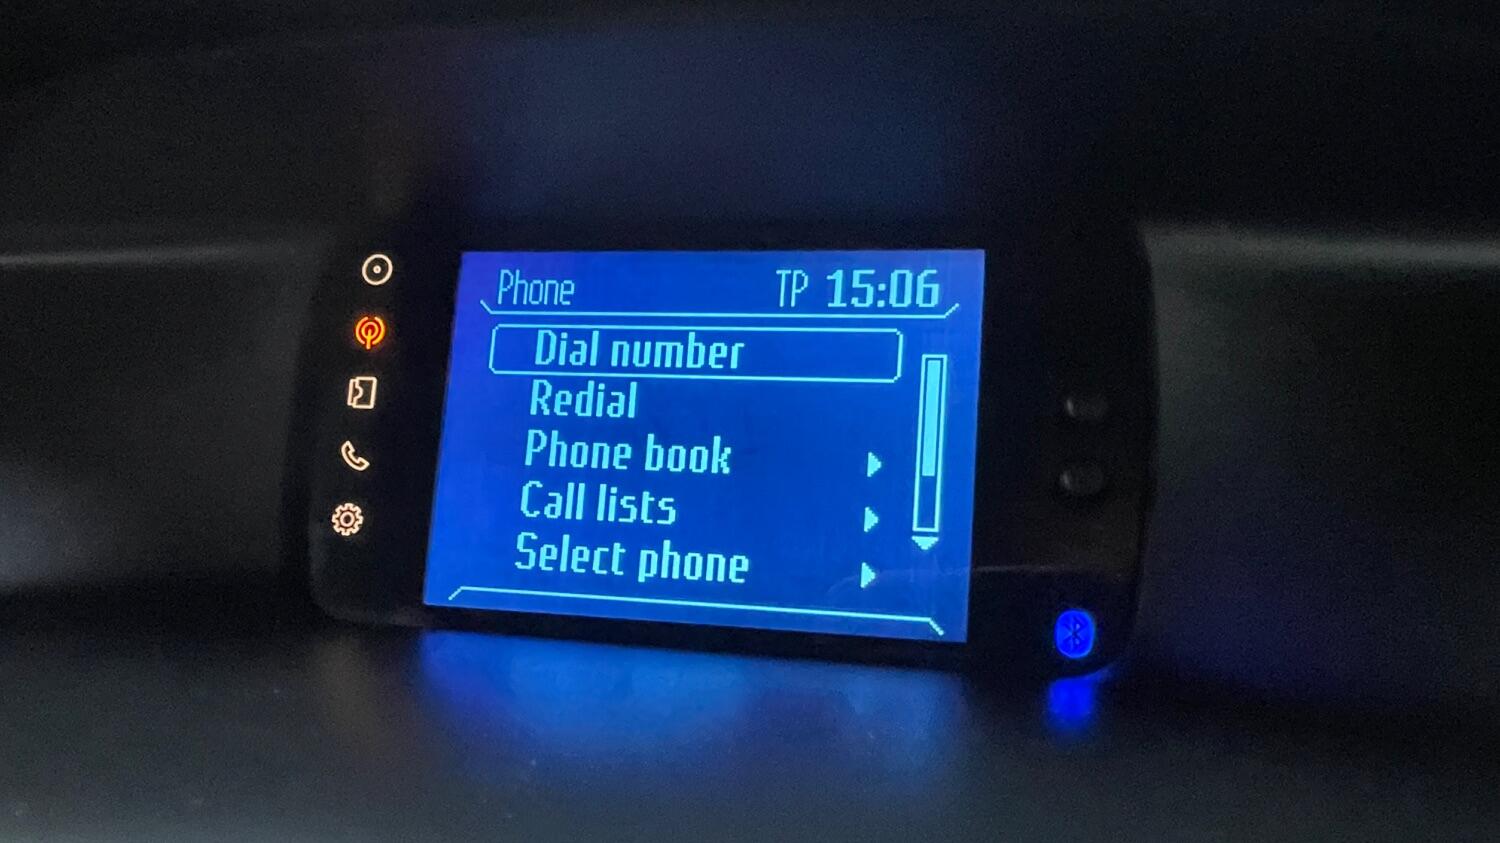 Phone TP 15:06
Dial number
Redial
Phone book
Call lists
Select phone